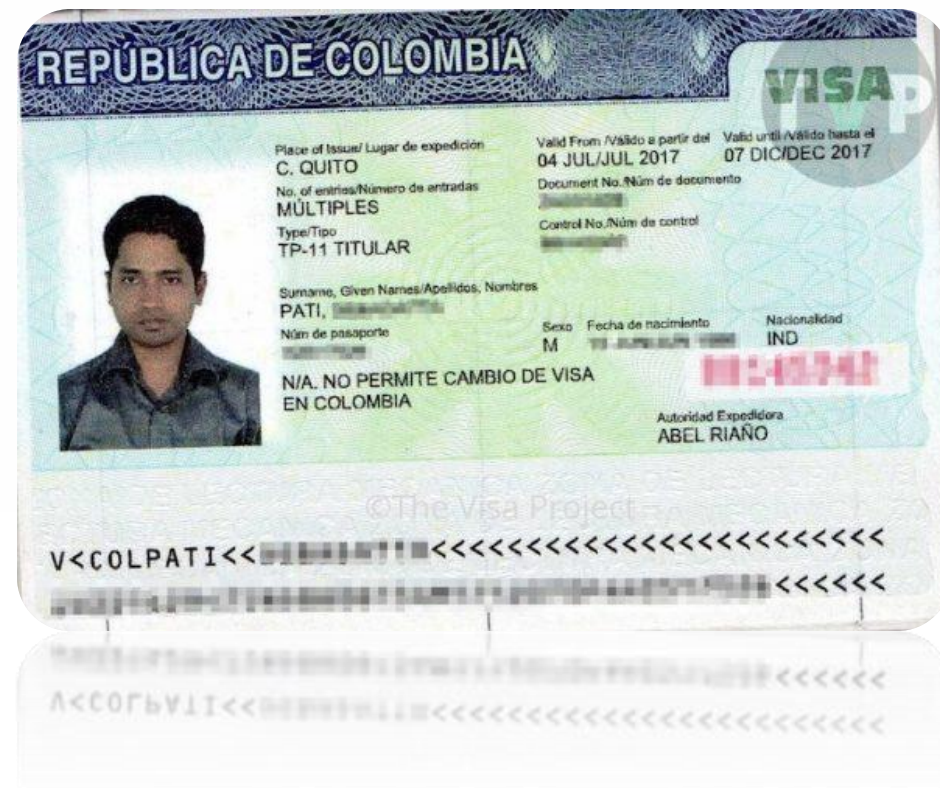 REPÚBLICA DE COLOMBIA
VISA
TVP
Place of Issue/ Lugar de expedición
C. QUITO
Valid From /Válido a partir del
04 JUL/JUL 2017
Valid until /Válido hasta el
07 DIC/DEC 2017
No. of entries/Número de entradas
MÚLTIPLES
Document No./Núm de documento
Type/Tipo
TP-11 TITULAR
Control No./Núm de control
Surname, Given Names/Apellidos, Nombres
PATI,
Núm de pasaporte
Sexo
M
Fecha de nacimiento
Nacionalidad
IND
N/A. NO PERMITE CAMBIO DE VISA
EN COLOMBIA
Autoridad Expedidora
ABEL RIAÑO
©The Visa Project
V<COLPATI<< <<<<<<<<<<<<<<<<<<<<<<<<<<
<<<<<<